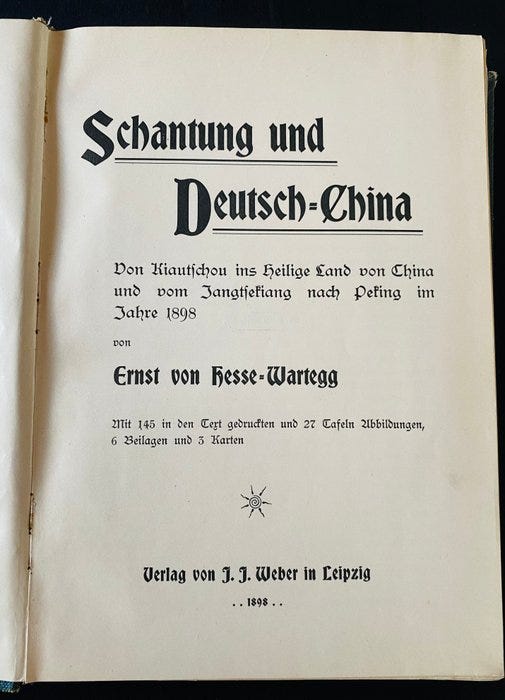 Schantung und
Deutsch-China
Von Kiautschou ins Heilige Land von China
und vom Jangtsekiang nach Peking im
Jahre 1898
von
Ernst von Hesse-Wartegg
Mit 145 in den Text gedruckten und 27 Tafeln Abbildungen,
6 Beilagen und 3 Karten
Verlag von J. J. Weber in Leipzig
. . 1898 . .